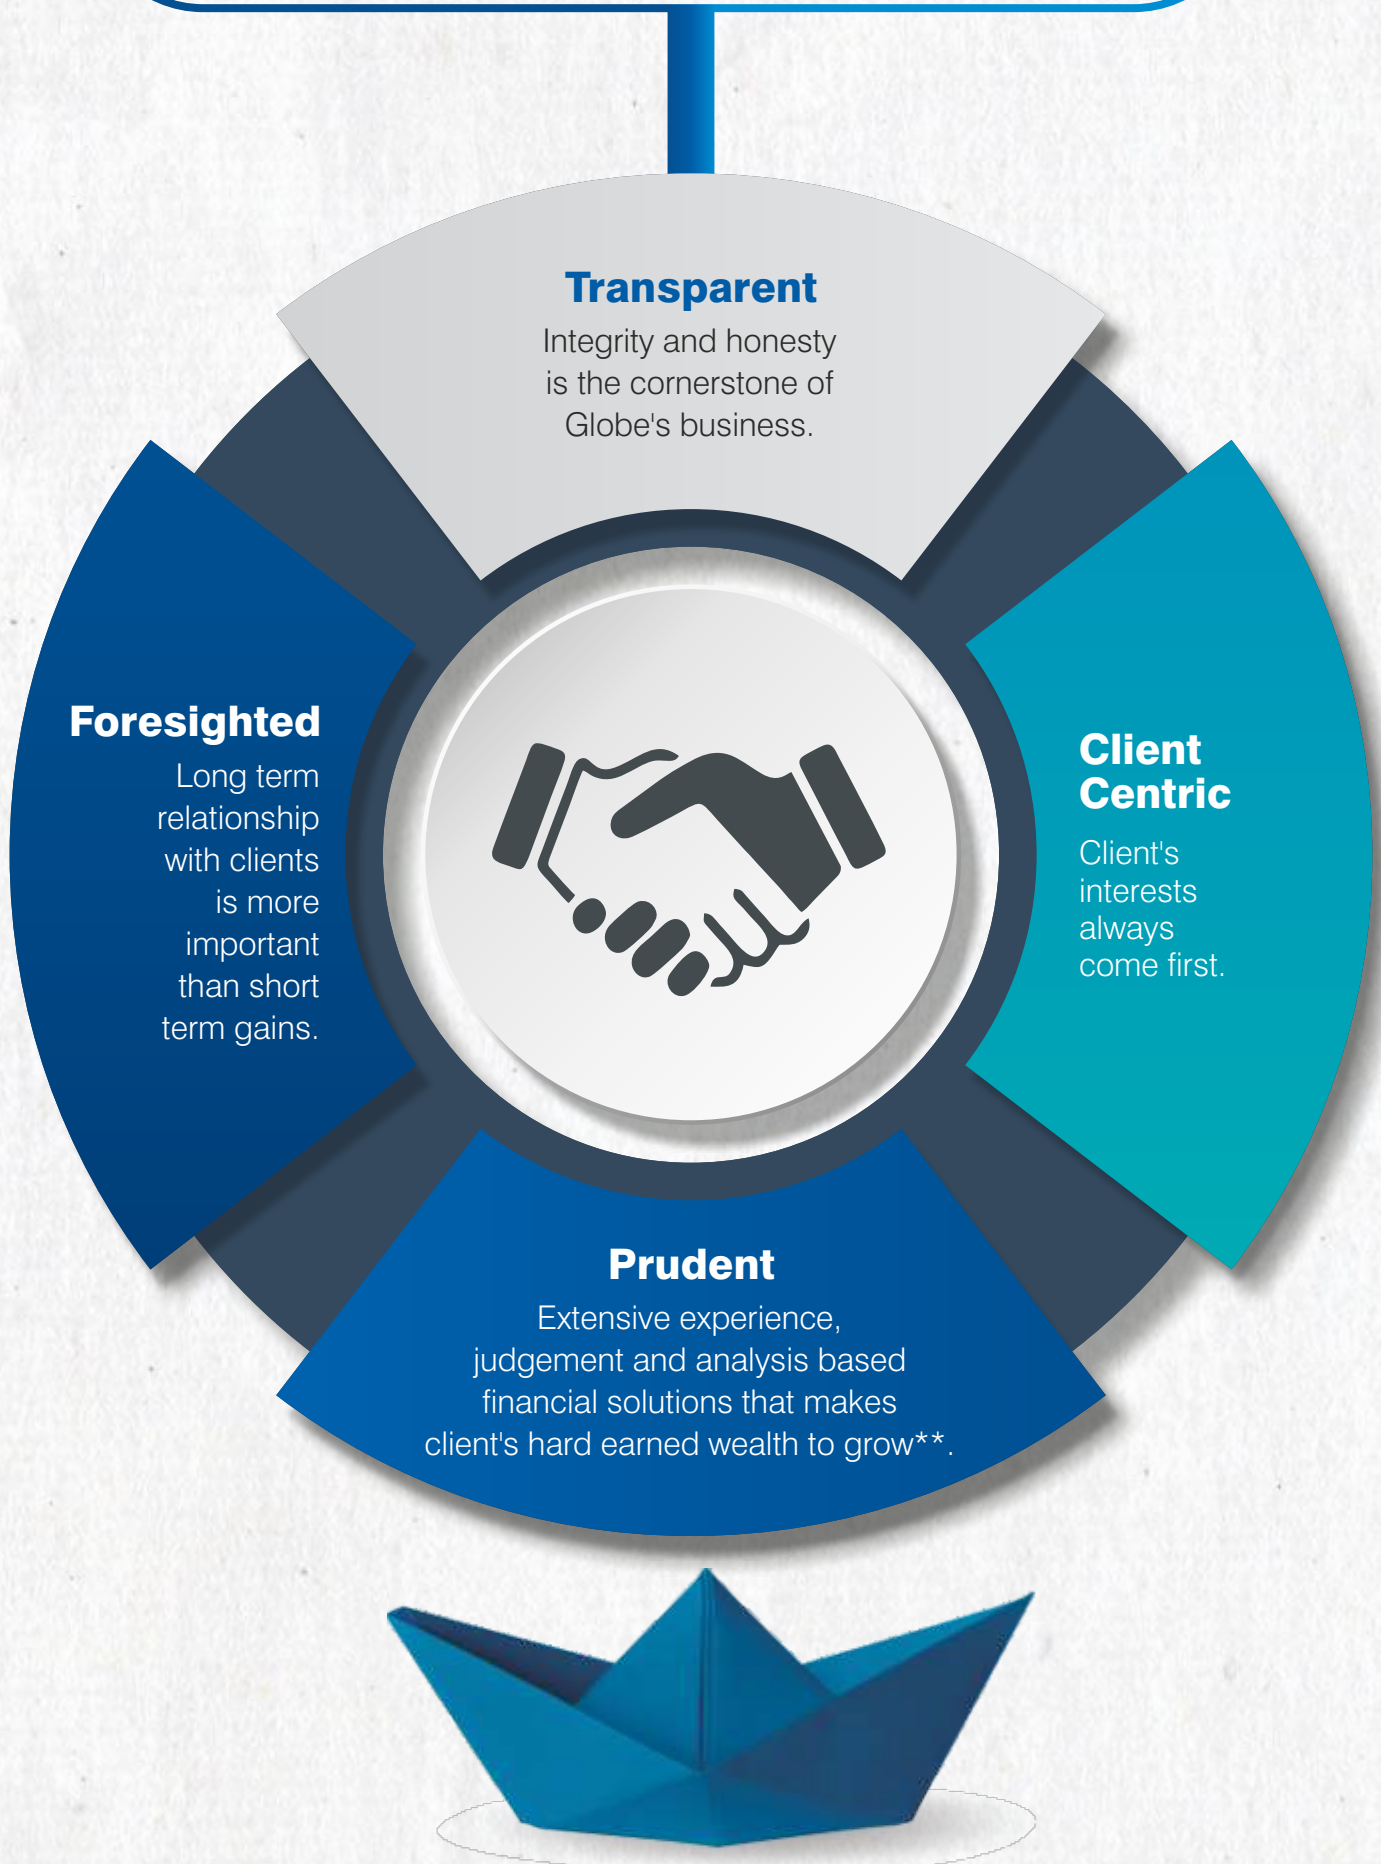 Transparent
Integrity and honesty
is the cornerstone of
Globe's business.
Foresighted
Long term
relationship
with clients
is more
important
than short
term gains.
Client
Centric
Client's
interests
always
come first.
Prudent
Extensive experience,
judgement and analysis based
financial solutions that makes
client's hard earned wealth to grow**.